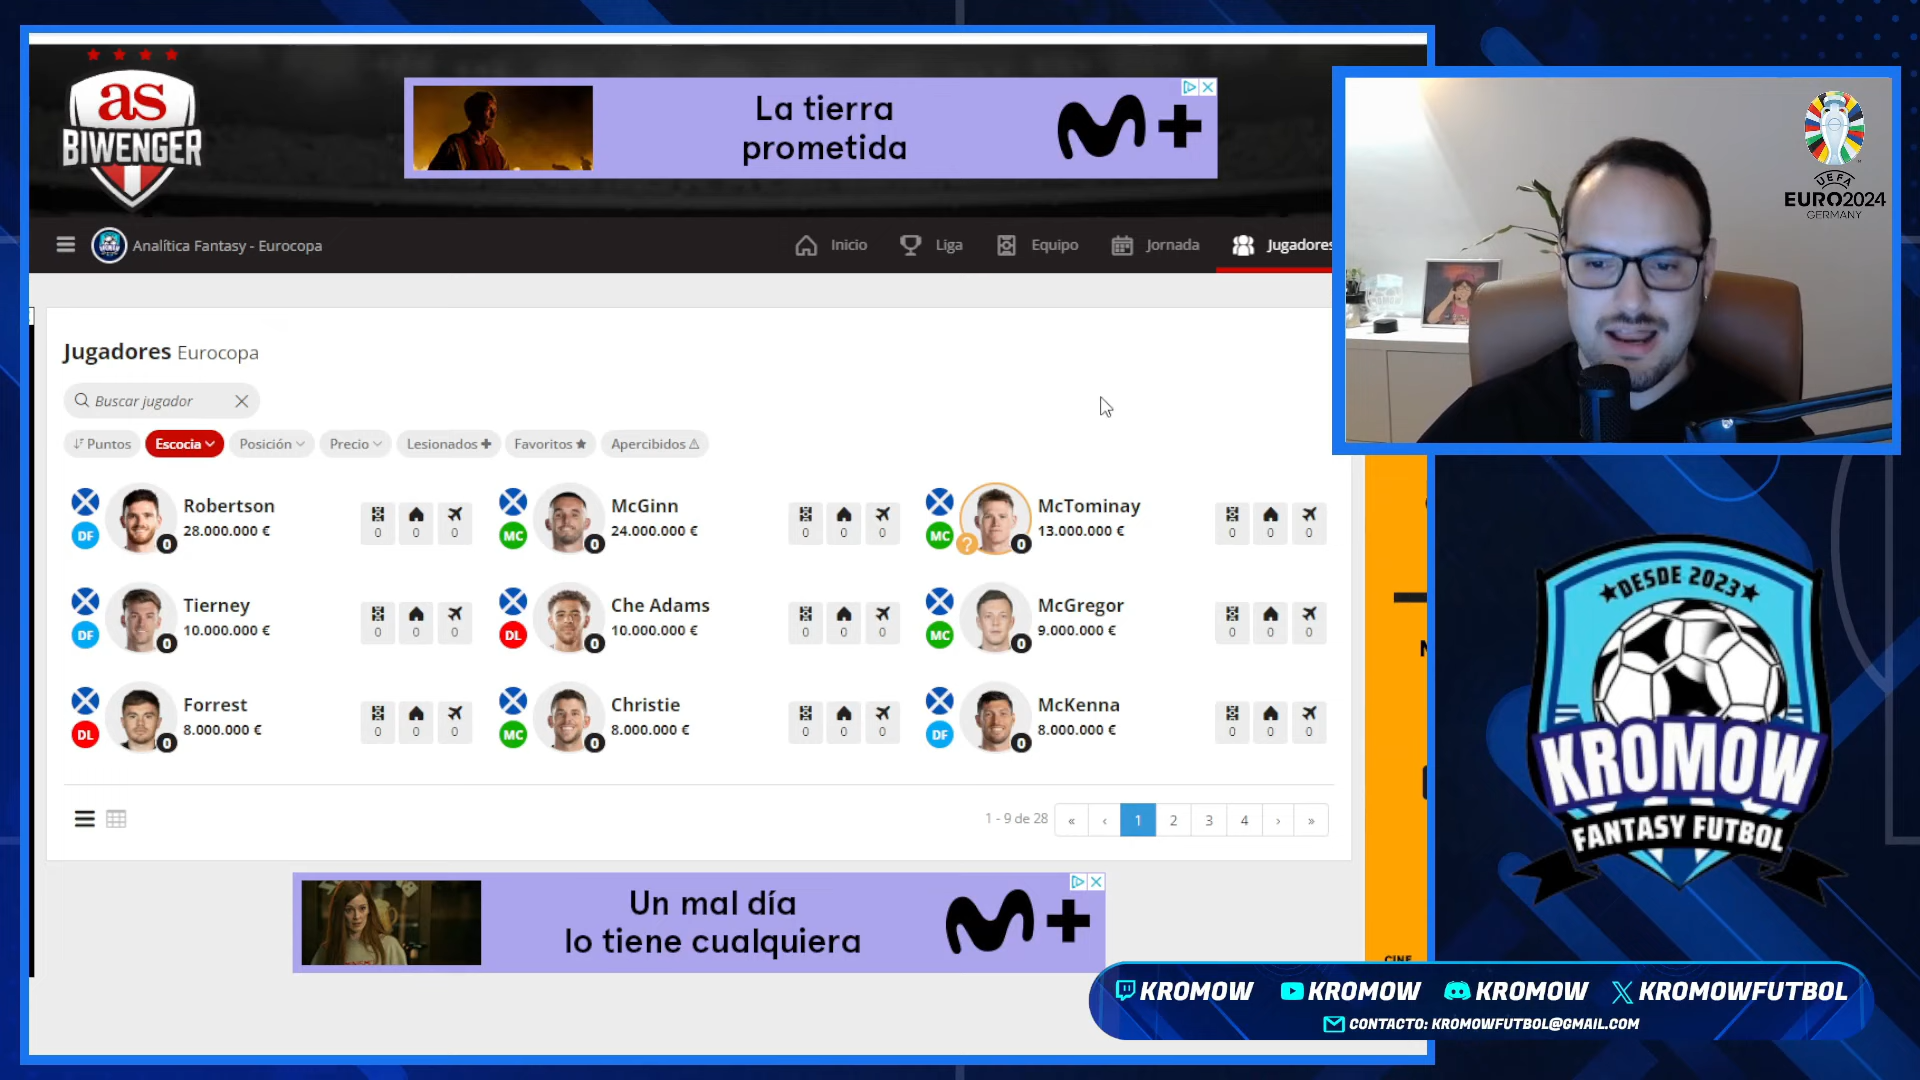 as
BIWENGER
La tierra
prometida
M+
UEFA
EURO2024
GERMANY
Analítica Fantasy - Eurocopa
Inicio
Liga
Equipo
Jornada
Jugadores
Jugadores Eurocopa
Buscar jugador
Puntos
Escocia
Posición
Precio
Lesionados
Favoritos
Apercibidos
DF
0
Robertson
28.000.000 €
0 0 0
MC
0
McGinn
24.000.000 €
0 0 0
MC
?
0
McTominay
13.000.000 €
0 0 0
DF
0
Tierney
10.000.000 €
0 0 0
DL
0
Che Adams
10.000.000 €
0 0 0
MC
0
McGregor
9.000.000 €
0 0 0
DL
0
Forrest
8.000.000 €
0 0 0
MC
0
Christie
8.000.000 €
0 0 0
DF
0
McKenna
8.000.000 €
0 0 0
1 - 9 de 28
« ‹ 1 2 3 4 › »
Un mal día
lo tiene cualquiera
M+
CINE
DESDE 2023
KROMOW
FANTASY FUTBOL
KROMOW KROMOW KROMOW KROMOWFUTBOL
CONTACTO: KROMOWFUTBOL@GMAIL.COM